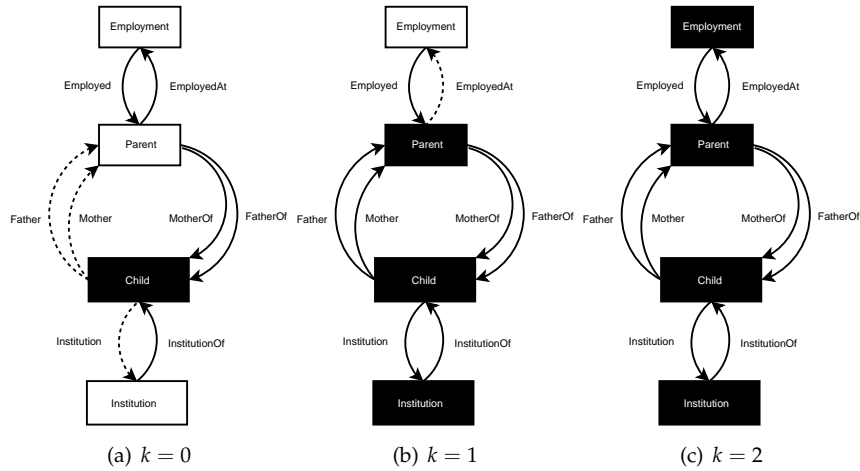 Employment
Employed
EmployedAt
Parent
Father
Mother
MotherOf
FatherOf
Child
Institution
InstitutionOf
Institution
(a) k = 0
Employment
Employed
EmployedAt
Parent
Father
Mother
MotherOf
FatherOf
Child
Institution
InstitutionOf
Institution
(b) k = 1
Employment
Employed
EmployedAt
Parent
Father
Mother
MotherOf
FatherOf
Child
Institution
InstitutionOf
Institution
(c) k = 2